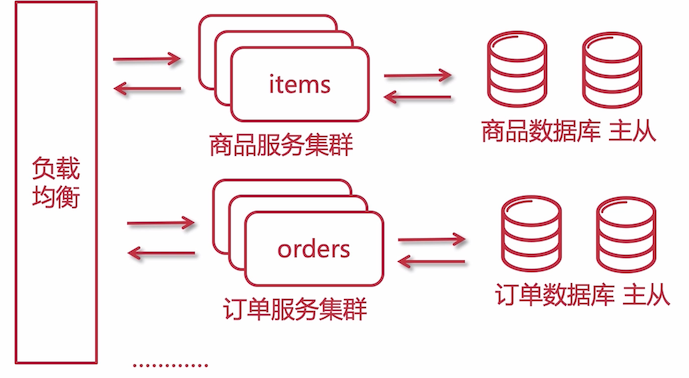 负载
均衡
items
商品服务集群
商品数据库 主从
orders
订单服务集群
订单数据库 主从
............